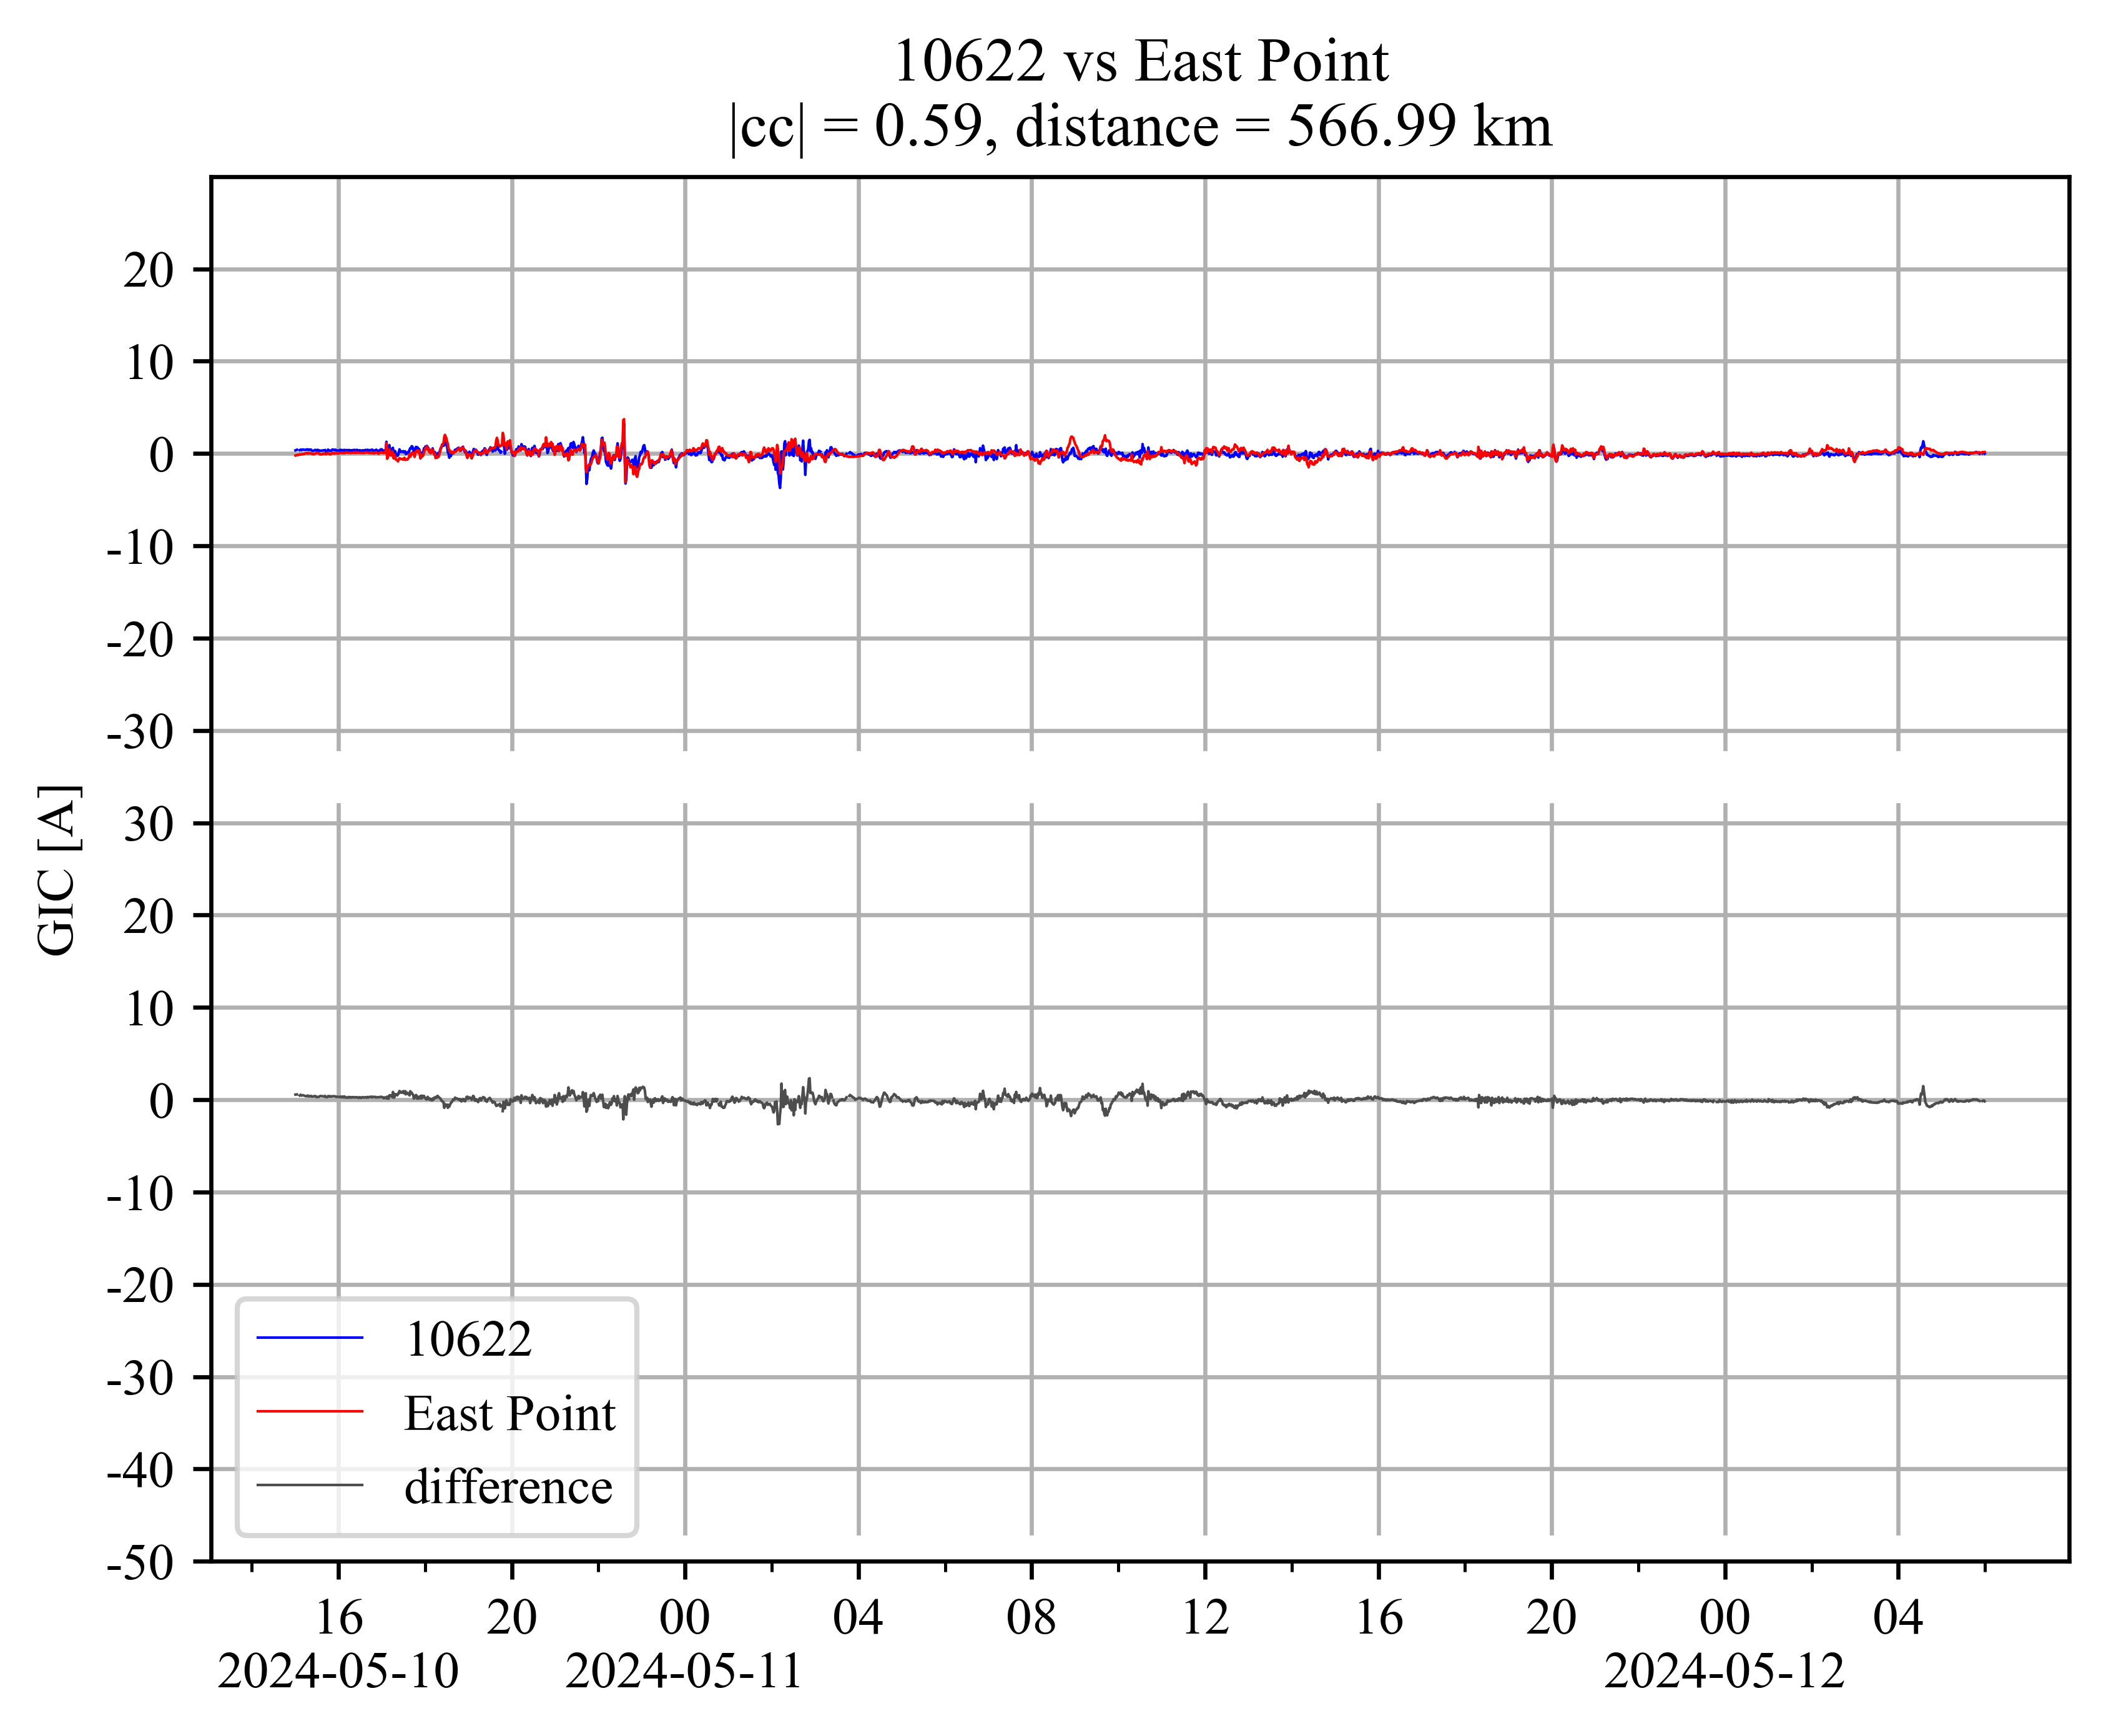 10622 vs East Point
|cc| = 0.59, distance = 566.99 km
20
10
0
-10
-20
-30
30
20
10
0
-10
-20
-30
-40
-50
GIC [A]
10622
East Point
difference
16 20 00 04 08 12 16 20 00 04
2024-05-10 2024-05-11 2024-05-12